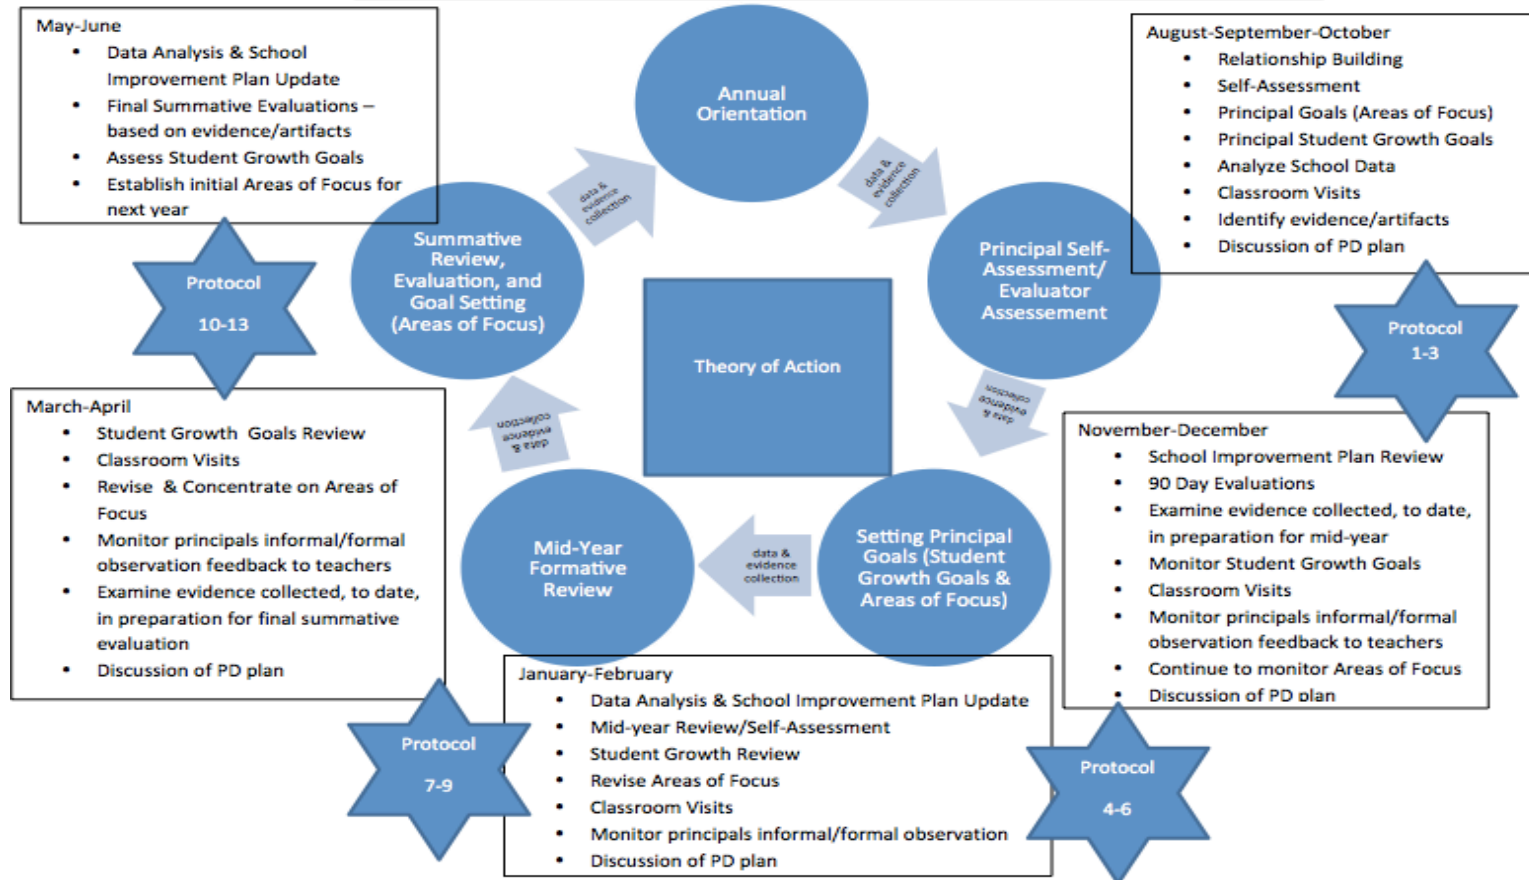 May-June
• Data Analysis & School
Improvement Plan Update
• Final Summative Evaluations –
based on evidence/artifacts
• Assess Student Growth Goals
• Establish initial Areas of Focus for
next year
Annual
Orientation
August-September-October
• Relationship Building
• Self-Assessment
• Principal Goals (Areas of Focus)
• Principal Student Growth Goals
• Analyze School Data
• Classroom Visits
• Identify evidence/artifacts
• Discussion of PD plan
data &
evidence
collection
data &
evidence
collection
Summative
Review,
Evaluation, and
Goal Setting
(Areas of Focus)
Principal Self-
Assessment/
Evaluator
Assessement
Protocol
10-13
Theory of Action
Protocol
1-3
data &
evidence
collection
data &
evidence
collection
March-April
• Student Growth Goals Review
• Classroom Visits
• Revise & Concentrate on Areas of
Focus
• Monitor principals informal/formal
observation feedback to teachers
• Examine evidence collected, to date,
in preparation for final summative
evaluation
• Discussion of PD plan
Mid-Year
Formative
Review
data &
evidence
collection
Setting Principal
Goals (Student
Growth Goals &
Areas of Focus)
November-December
• School Improvement Plan Review
• 90 Day Evaluations
• Examine evidence collected, to date,
in preparation for mid-year
• Monitor Student Growth Goals
• Classroom Visits
• Monitor principals informal/formal
observation feedback to teachers
• Continue to monitor Areas of Focus
• Discussion of PD plan
Protocol
7-9
January-February
• Data Analysis & School Improvement Plan Update
• Mid-year Review/Self-Assessment
• Student Growth Review
• Revise Areas of Focus
• Classroom Visits
• Monitor principals informal/formal observation
• Discussion of PD plan
Protocol
4-6